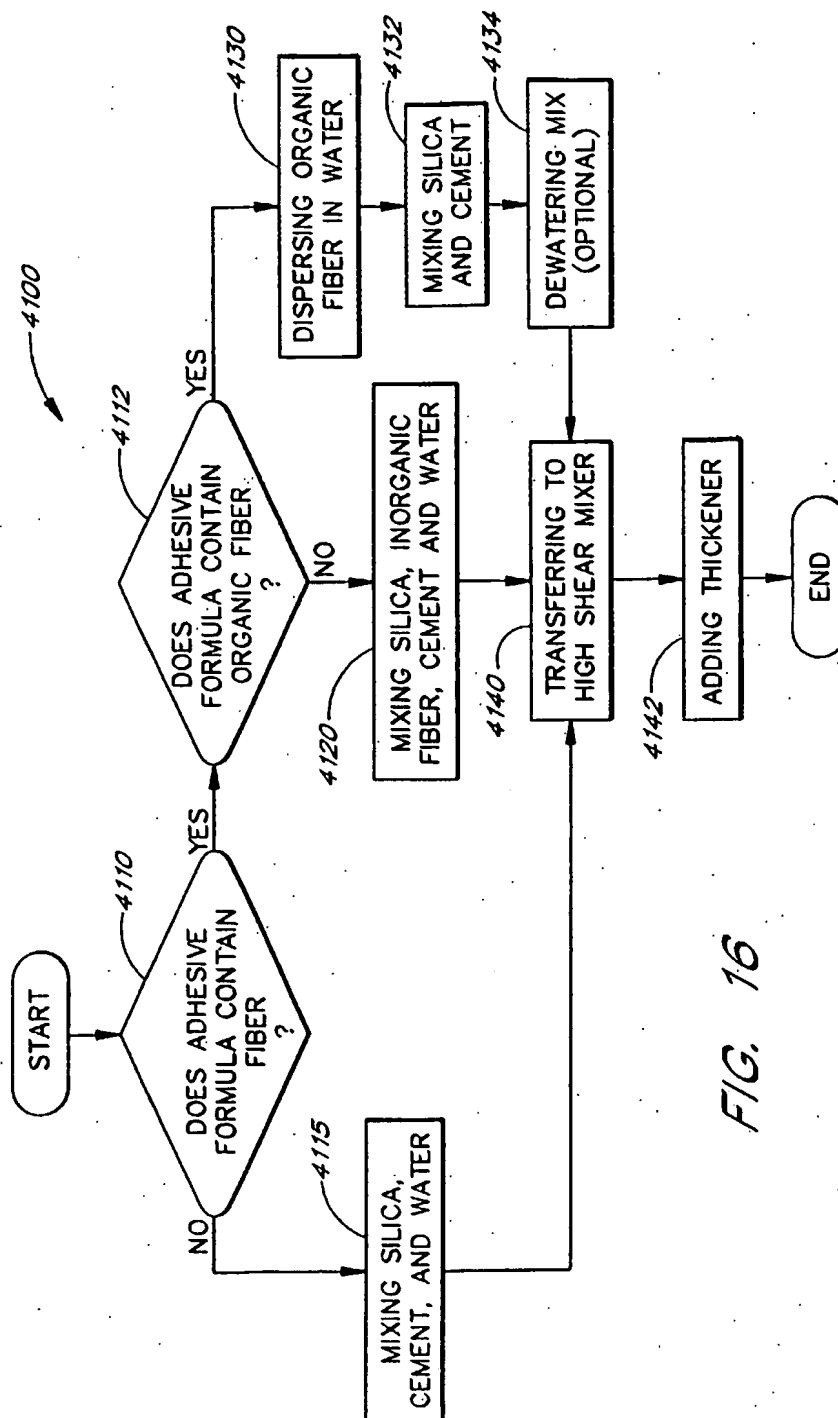 4100
START
4110
DOES ADHESIVE
FORMULA CONTAIN
FIBER
?
NO
YES
4112
DOES ADHESIVE
FORMULA CONTAIN
ORGANIC FIBER
?
YES
NO
4115
MIXING SILICA,
CEMENT, AND WATER
4120
MIXING SILICA, INORGANIC
FIBER, CEMENT AND WATER
4130
DISPERSING ORGANIC
FIBER IN WATER
4132
MIXING SILICA
AND CEMENT
4134
DEWATERING MIX
(OPTIONAL)
4140
TRANSFERRING TO
HIGH SHEAR MIXER
4142
ADDING THICKENER
END
FIG. 16